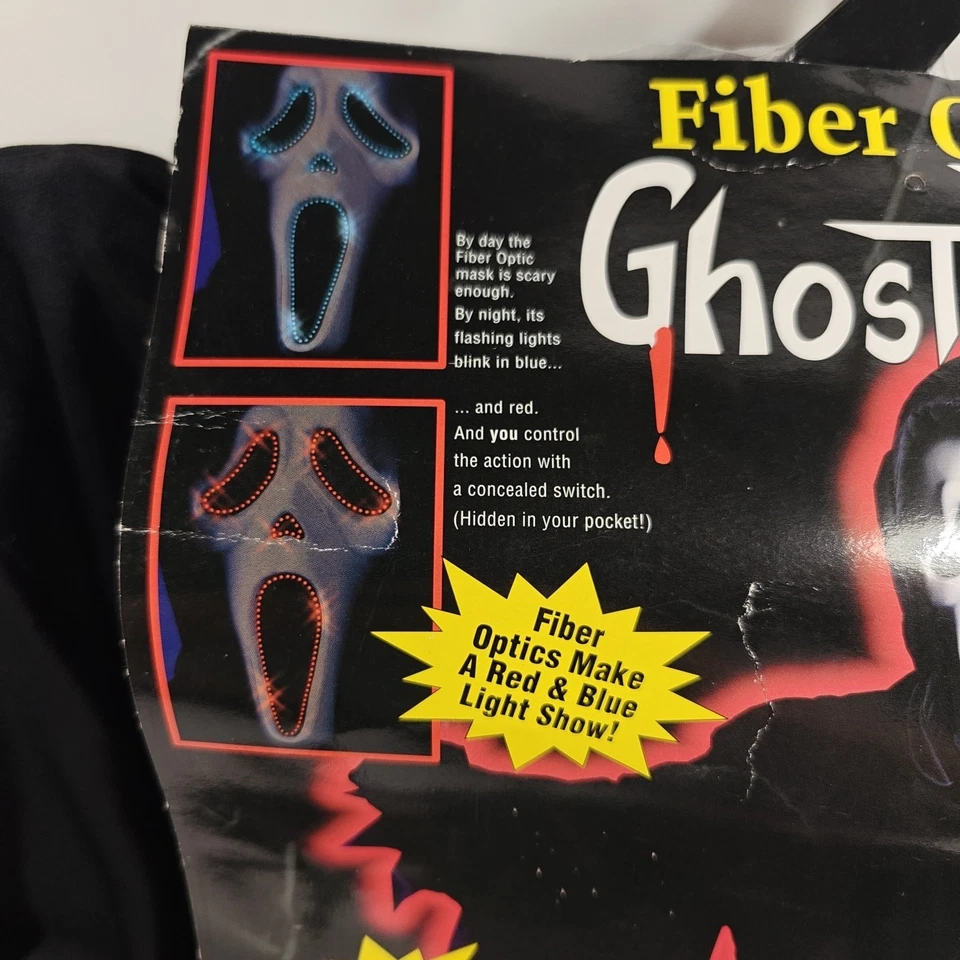 Fiber
Ghost
By day the
Fiber Optic
mask is scary
enough.
By night, its
flashing lights
blink in blue...
... and red.
And you control
the action with
a concealed switch.
(Hidden in your pocket!)
Fiber
Optics Make
A Red & Blue
Light Show!